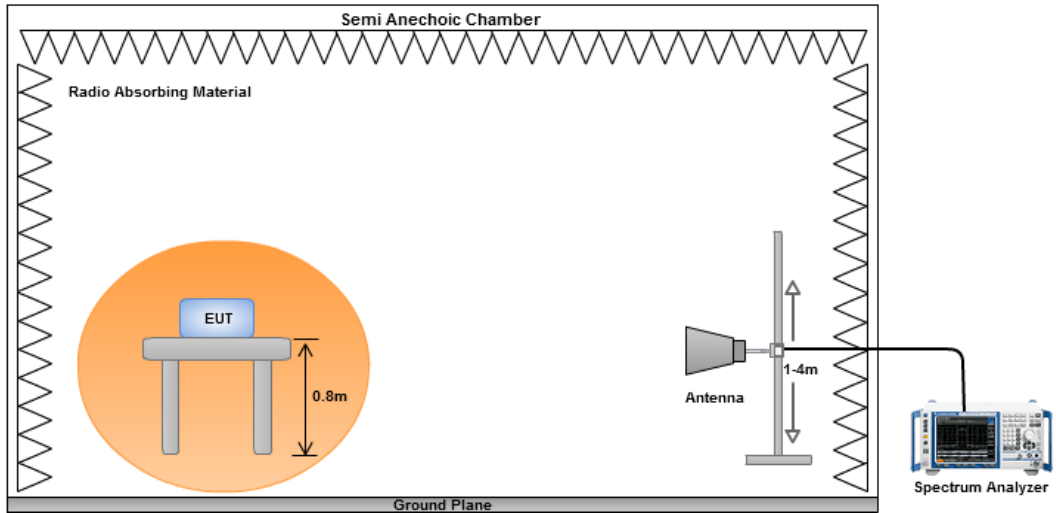 Semi Anechoic Chamber
Radio Absorbing Material
EUT
0.8m
1-4m
Antenna
Spectrum Analyzer
Ground Plane